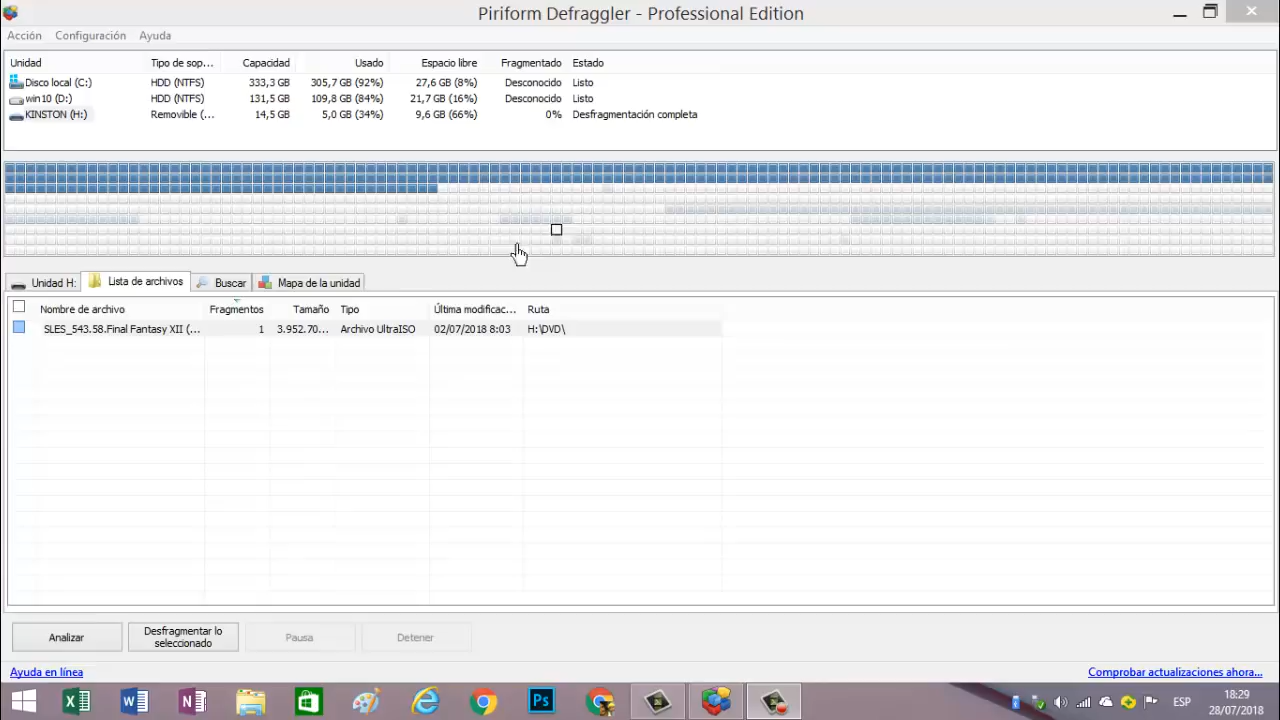 Piriform Defraggler - Professional Edition
Acción Configuración Ayuda
Unidad Tipo de sop... Capacidad Usado Espacio libre Fragmentado Estado
Disco local (C:) HDD (NTFS) 333,3 GB 305,7 GB (92%) 27,6 GB (8%) Desconocido Listo
win10 (D:) HDD (NTFS) 131,5 GB 109,8 GB (84%) 21,7 GB (16%) Desconocido Listo
KINSTON (H:) Removible (... 14,5 GB 5,0 GB (34%) 9,6 GB (66%) 0% Desfragmentación completa
Unidad H: Lista de archivos Buscar Mapa de la unidad
Nombre de archivo Fragmentos Tamaño Tipo Última modificac... Ruta
SLES_543.58.Final Fantasy XII (... 1 3.952.70... Archivo UltraISO 02/07/2018 8:03 H:\DVD\
Analizar Desfragmentar lo seleccionado Pausa Detener
Ayuda en línea Comprobar actualizaciones ahora...
ESP 18:29
28/07/2018